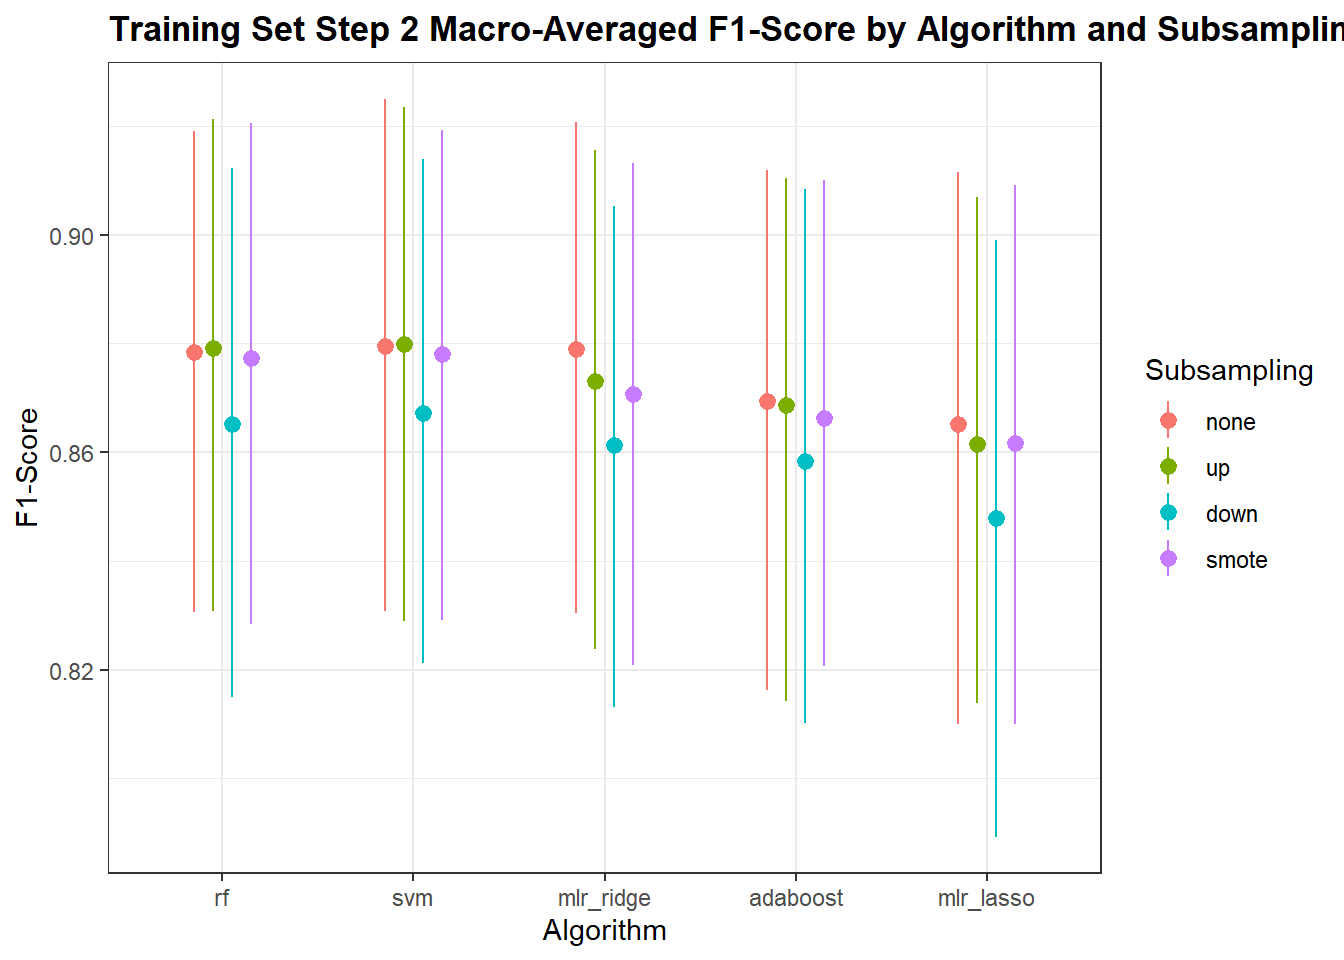 Training Set Step 2 Macro-Averaged F1-Score by Algorithm and Subsamplin
F1-Score
0.90
0.86
0.82
rf
svm
mlr_ridge
adaboost
mlr_lasso
Algorithm
Subsampling
none
up
down
smote